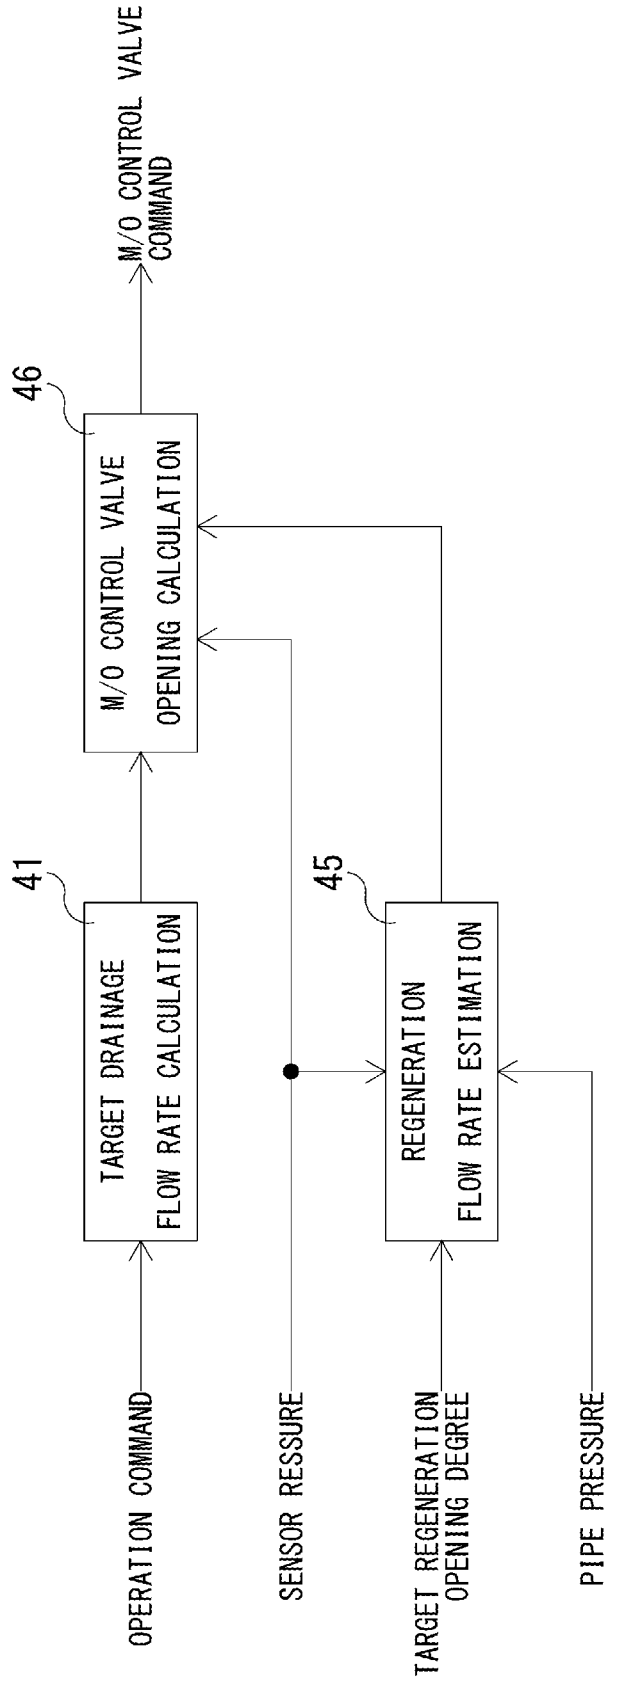 OPERATION COMMAND
41
TARGET DRAINAGE
FLOW RATE CALCULATION
46
M/O CONTROL VALVE
OPENING CALCULATION
M/O CONTROL VALVE
COMMAND
SENSOR RESSURE
TARGET REGENERATION
OPENING DEGREE
45
REGENERATION
FLOW RATE ESTIMATION
PIPE PRESSURE